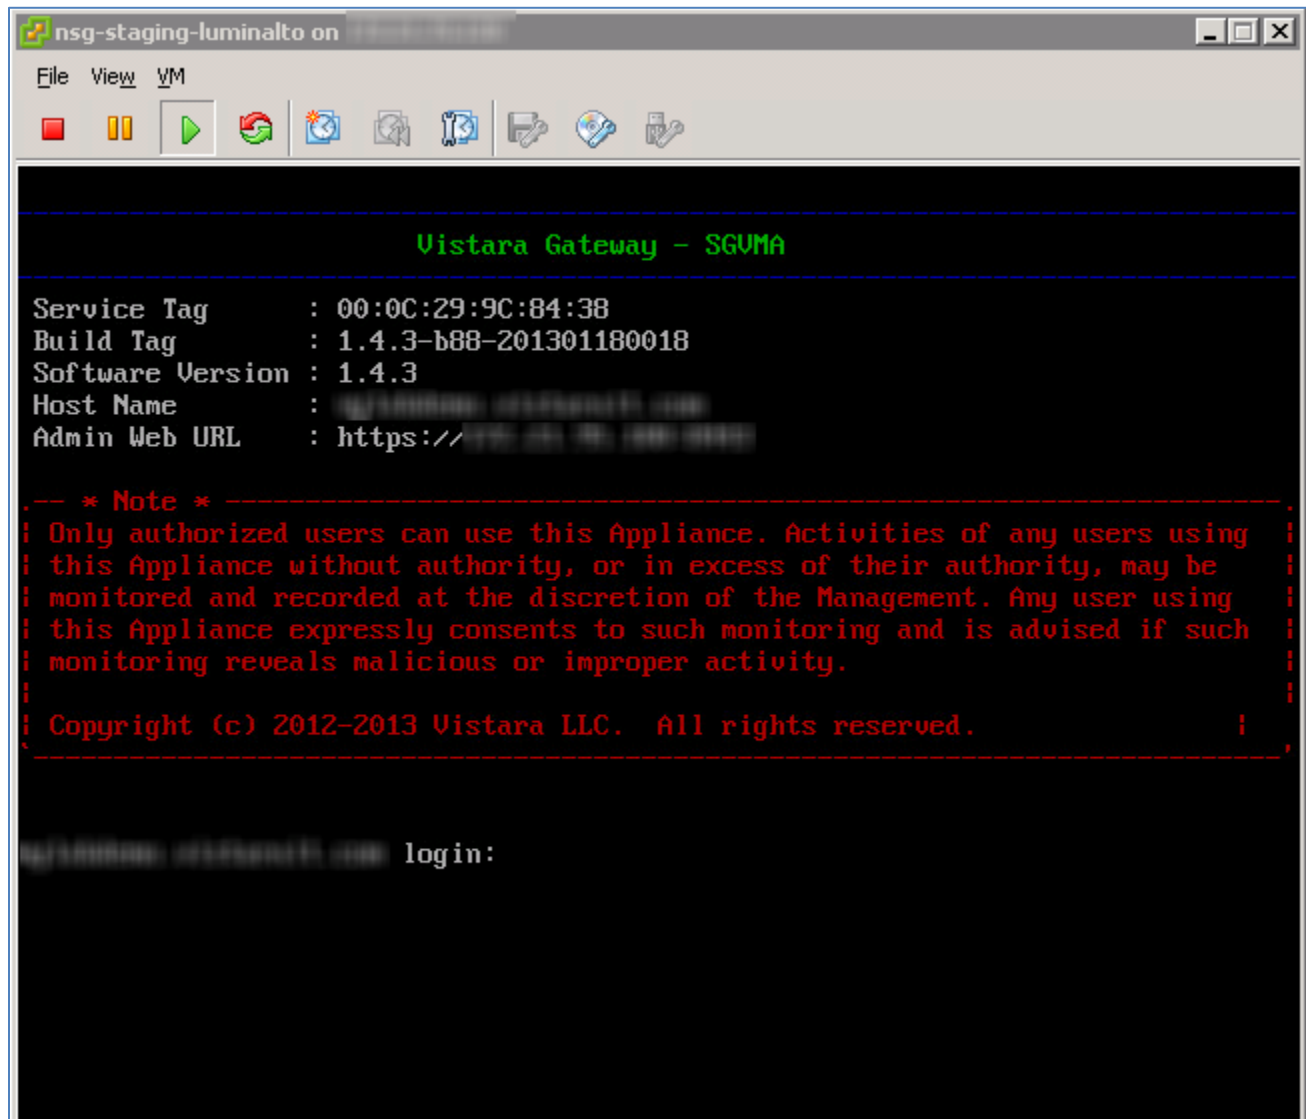 nsg-staging-luminalto on
File View VM
Vistara Gateway - SGVMA
Service Tag : 00:0C:29:9C:84:38
Build Tag : 1.4.3-b88-201301180018
Software Version : 1.4.3
Host Name :
Admin Web URL : https://
* Note *
Only authorized users can use this Appliance. Activities of any users using
this Appliance without authority, or in excess of their authority, may be
monitored and recorded at the discretion of the Management. Any user using
this Appliance expressly consents to such monitoring and is advised if such
monitoring reveals malicious or improper activity.
Copyright (c) 2012-2013 Vistara LLC. All rights reserved.
login: